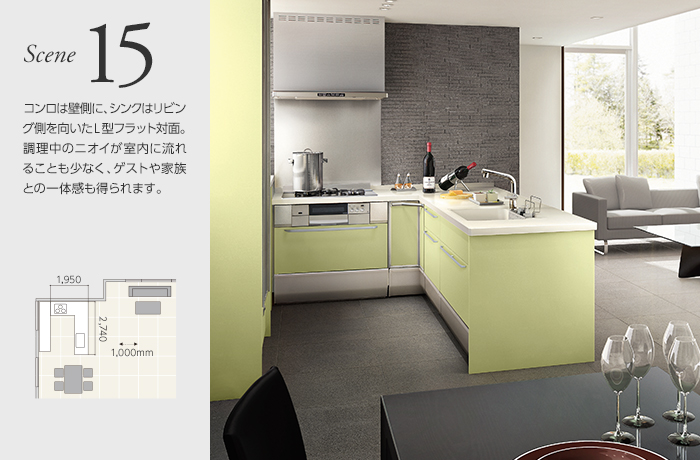 Scene 15
コンロは壁側に、シンクはリビン
グ側を向いたL型フラット対面。
調理中のニオイが室内に流れ
ることも少なく、ゲストや家族
との一体感も得られます。
1,950
2,740
1,000mm